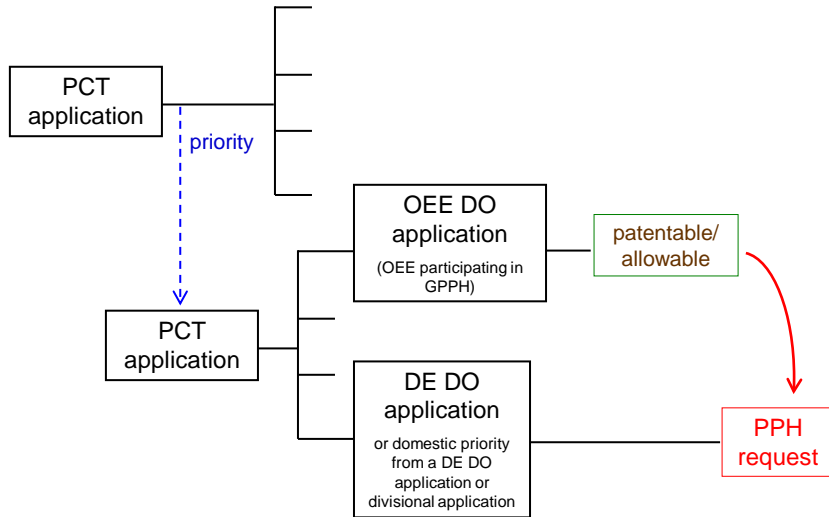 PCT
application
priority
OEE DO
application
(OEE participating in
GPPH)
patentable/
allowable
PCT
application
DE DO
application
or domestic priority
from a DE DO
application or
divisional application
PPH
request